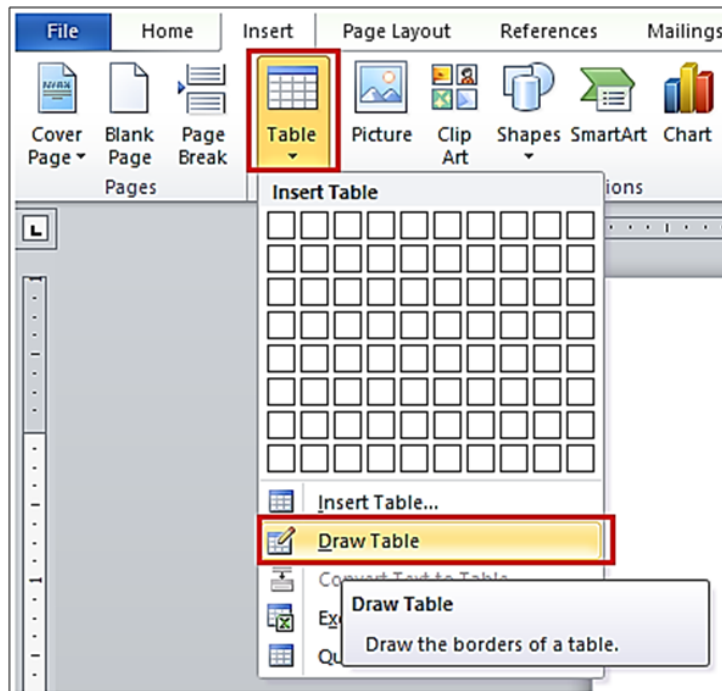 File Home Insert Page Layout References Mailings
Cover Page Blank Page Page Break Table Picture Clip Art Shapes SmartArt Chart
Pages
Insert Table
Insert Table...
Draw Table
Draw Table
Draw the borders of a table.